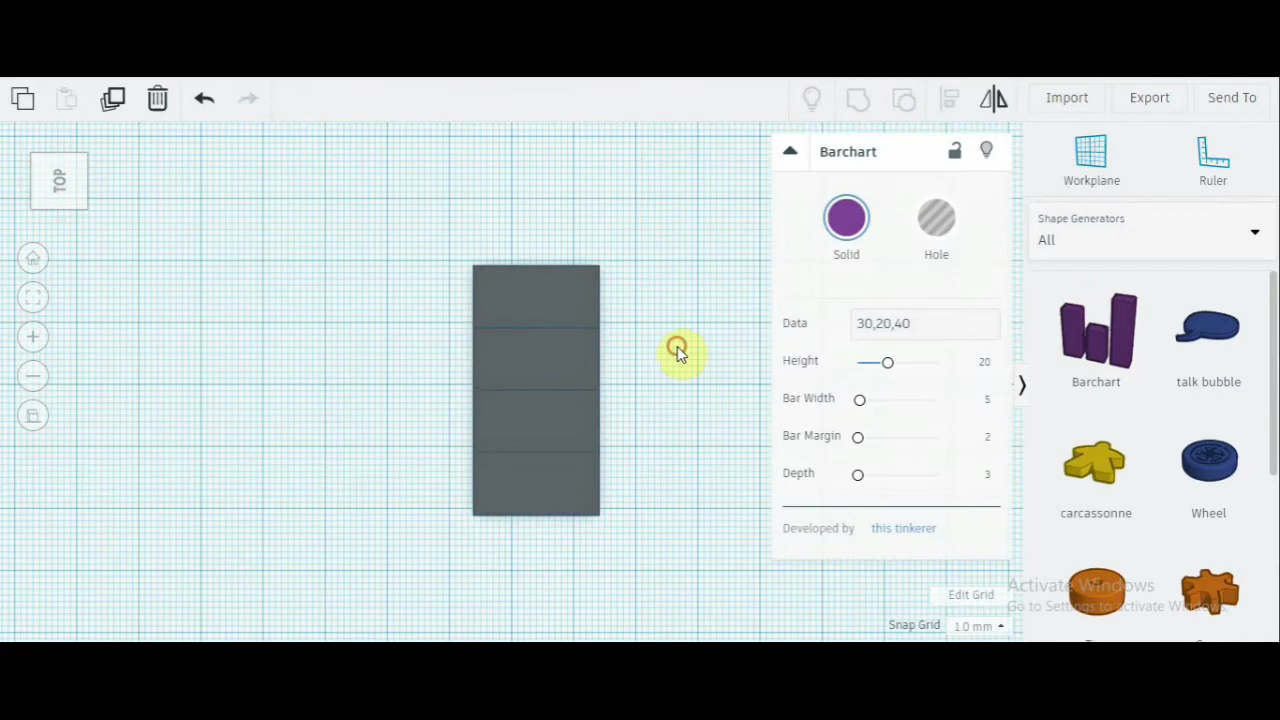 Import
Export
Send To
TOP
Barchart
Workplane
Ruler
Solid
Hole
Shape Generators
All
Data
30,20,40
Height
20
Bar Width
5
Bar Margin
2
Depth
3
Developed by
this tinkerer
Barchart
talk bubble
carcassonne
Wheel
Edit Grid
Activate Windows
Go to Settings to activate Windows.
Snap Grid
1.0 mm